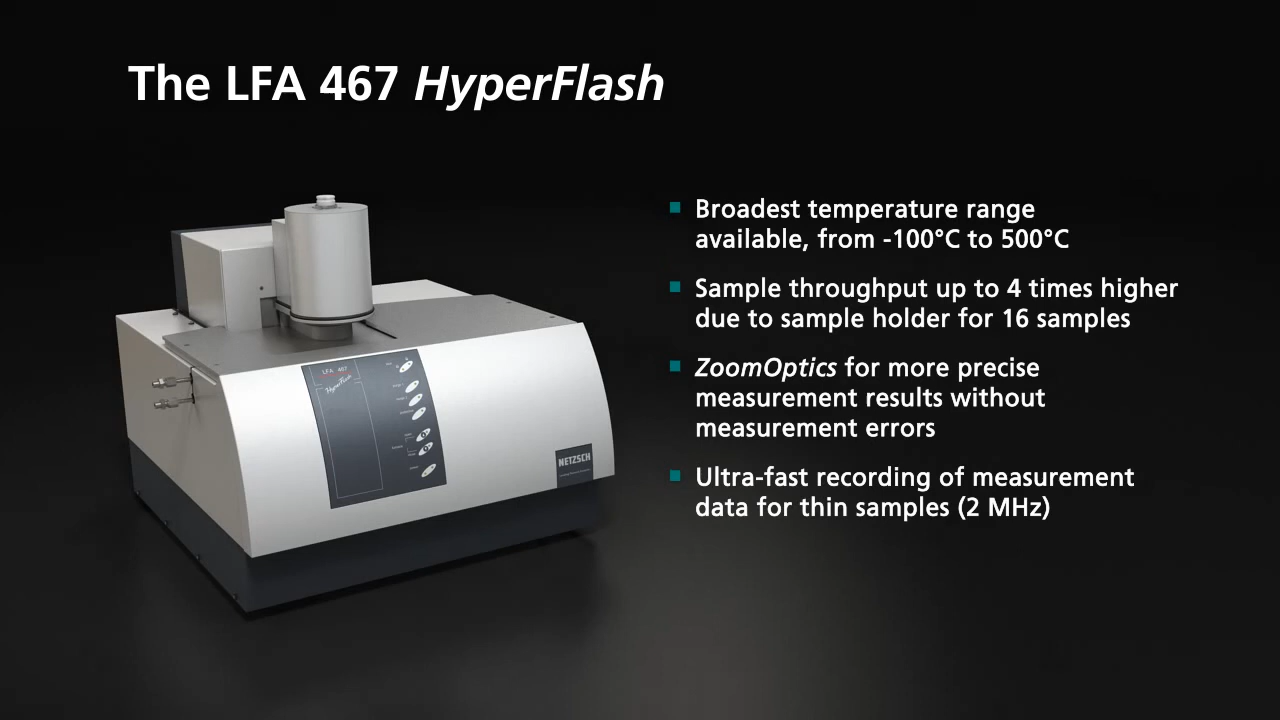 The LFA 467 HyperFlash
Broadest temperature range
available, from -100°C to 500°C
Sample throughput up to 4 times higher
due to sample holder for 16 samples
ZoomOptics for more precise
measurement results without
measurement errors
Ultra-fast recording of measurement
data for thin samples (2 MHz)
LFA 467
HyperFlash
NETZSCH